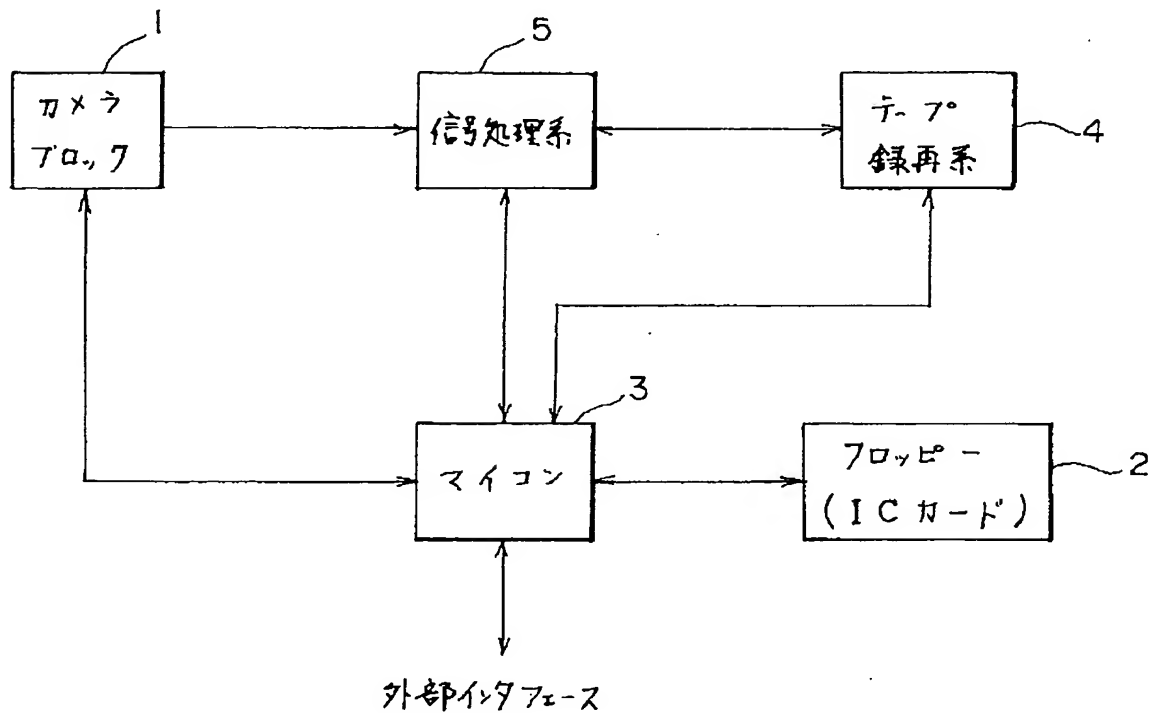 1
カメラ
ブロック
5
信号処理系
テープ
録再系
4
3
マイコン
フロッピー
(ICカード)
2
外部インタフェース